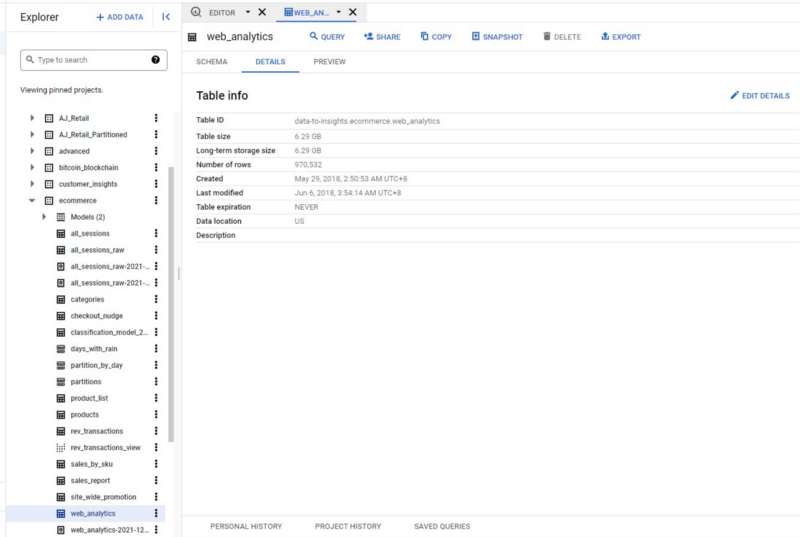 Explorer
+ ADD DATA
Type to search
Viewing pinned projects.
AJ_Retail
AJ_Retail_Partitioned
advanced
bitcoin_blockchain
customer_insights
ecommerce
Models (2)
all_sessions
all_sessions_raw
all_sessions_raw-2021-...
all_sessions_raw-2021-...
categories
checkout_nudge
classification_model_2...
days_with_rain
partition_by_day
partitions
product_list
products
rev_transactions
rev_transactions_view
sales_by_sku
sales_report
site_wide_promotion
web_analytics
web_analytics-2021-12...
EDITOR
WEB_AN...
web_analytics
QUERY SHARE COPY SNAPSHOT DELETE EXPORT
SCHEMA DETAILS PREVIEW
Table info
EDIT DETAILS
Table ID data-to-insights.ecommerce.web_analytics
Table size 6.29 GB
Long-term storage size 6.29 GB
Number of rows 970,532
Created May 29, 2018, 2:50:53 AM UTC+8
Last modified Jun 6, 2018, 3:54:14 AM UTC+8
Table expiration NEVER
Data location US
Description
PERSONAL HISTORY PROJECT HISTORY SAVED QUERIES